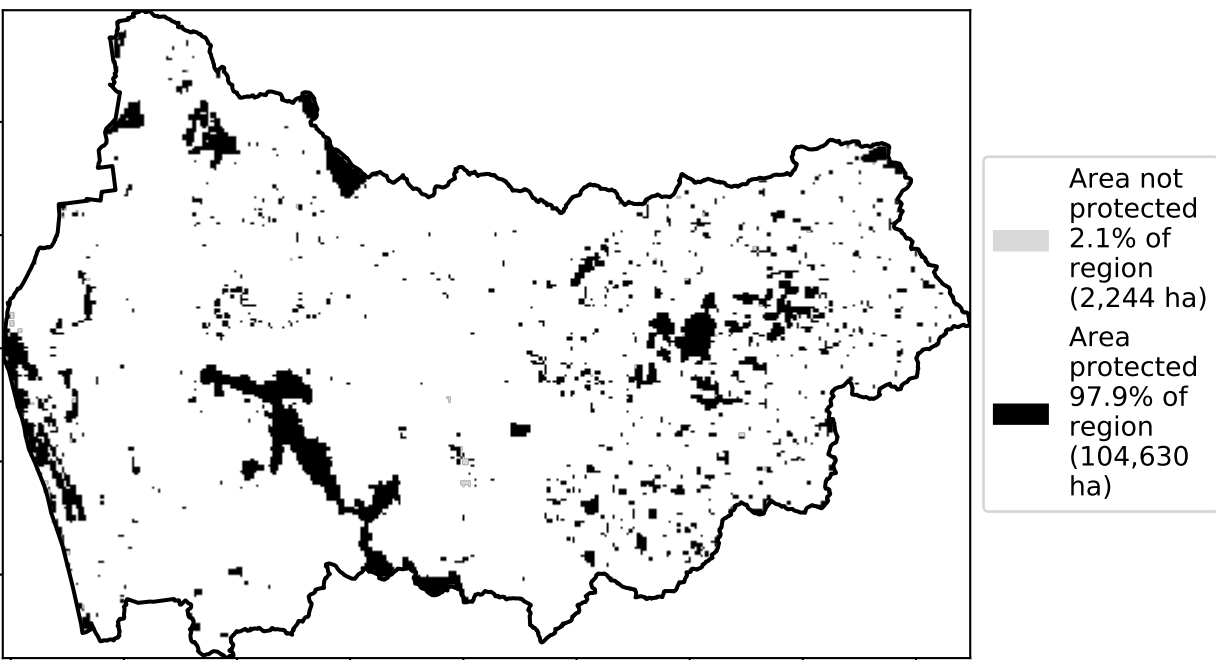 Area not
protected
2.1% of
region
(2,244 ha)
Area
protected
97.9% of
region
(104,630
ha)